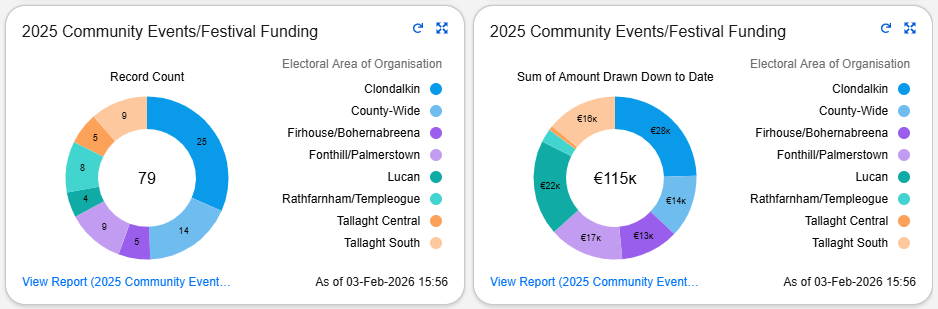 2025 Community Events/Festival Funding
Record Count
Electoral Area of Organisation
Clondalkin
County-Wide
Firhouse/Bohernabreena
Fonthill/Palmerstown
Lucan
Rathfarnham/Templeogue
Tallaght Central
Tallaght South
25
14
5
9
4
8
5
9
79
View Report (2025 Community Event…
As of 03-Feb-2026 15:56
2025 Community Events/Festival Funding
Sum of Amount Drawn Down to Date
Electoral Area of Organisation
Clondalkin
County-Wide
Firhouse/Bohernabreena
Fonthill/Palmerstown
Lucan
Rathfarnham/Templeogue
Tallaght Central
Tallaght South
€28K
€14K
€13K
€17K
€22K
€16K
€115K
View Report (2025 Community Event…
As of 03-Feb-2026 15:56